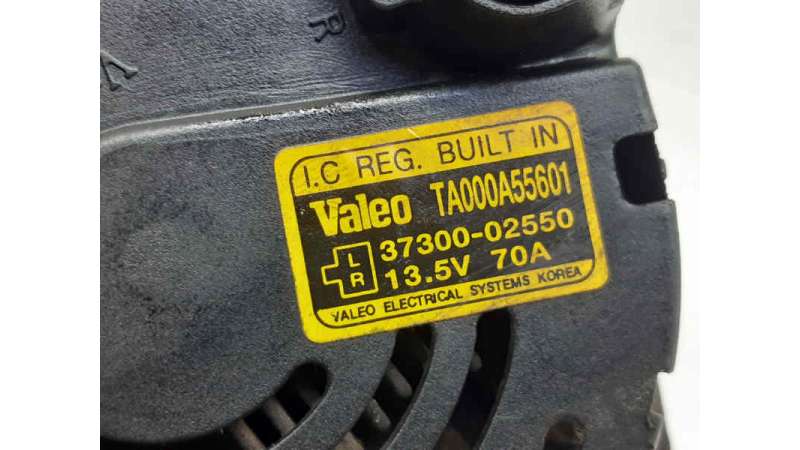 R
I.C REG. BUILT IN
Valeo TA000A55601
L 37300-02550
R 13.5V 70A
VALEO ELECTRICAL SYSTEMS KOREA